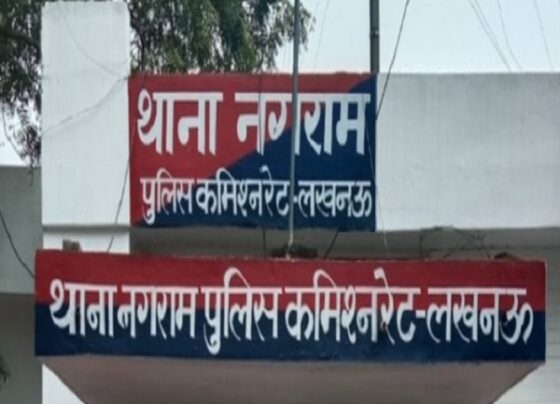 थाना नगराम
पुलिस कमिश्नरेट-लखनऊ
थाना नगराम पुलिस कमिश्नरेट-लखनऊ